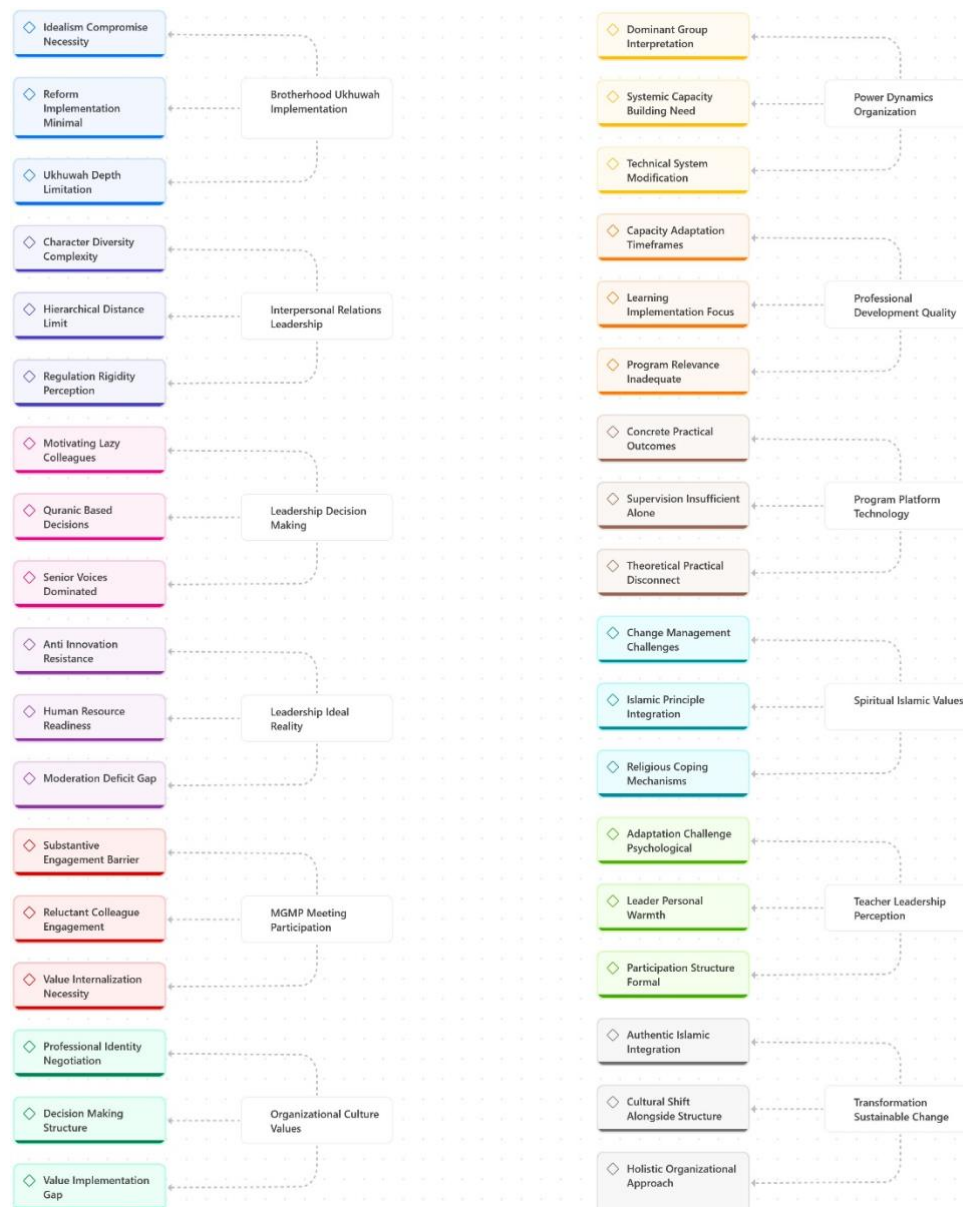 Idealism Compromise
Necessity
Reform
Implementation
Minimal
Ukhuwah Depth
Limitation
Brotherhood Ukhuwah
Implementation
Character Diversity
Complexity
Hierarchical Distance
Limit
Regulation Rigidity
Perception
Interpersonal Relations
Leadership
Motivating Lazy
Colleagues
Quranic Based
Decisions
Senior Voices
Dominated
Leadership Decision
Making
Anti Innovation
Resistance
Human Resource
Readiness
Moderation Deficit Gap
Leadership Ideal
Reality
Substantive
Engagement Barrier
Reluctant Colleague
Engagement
Value Internalization
Necessity
MGMP Meeting
Participation
Professional Identity
Negotiation
Decision Making
Structure
Value Implementation
Gap
Organizational Culture
Values
Dominant Group
Interpretation
Systemic Capacity
Building Need
Technical System
Modification
Power Dynamics
Organization
Capacity Adaptation
Timeframes
Learning
Implementation Focus
Program Relevance
Inadequate
Professional
Development Quality
Concrete Practical
Outcomes
Supervision Insufficient
Alone
Theoretical Practical
Disconnect
Program Platform
Technology
Change Management
Challenges
Islamic Principle
Integration
Religious Coping
Mechanisms
Spiritual Islamic Values
Adaptation Challenge
Psychological
Leader Personal
Warmth
Participation Structure
Formal
Teacher Leadership
Perception
Authentic Islamic
Integration
Cultural Shift
Alongside Structure
Holistic Organizational
Approach
Transformation
Sustainable Change